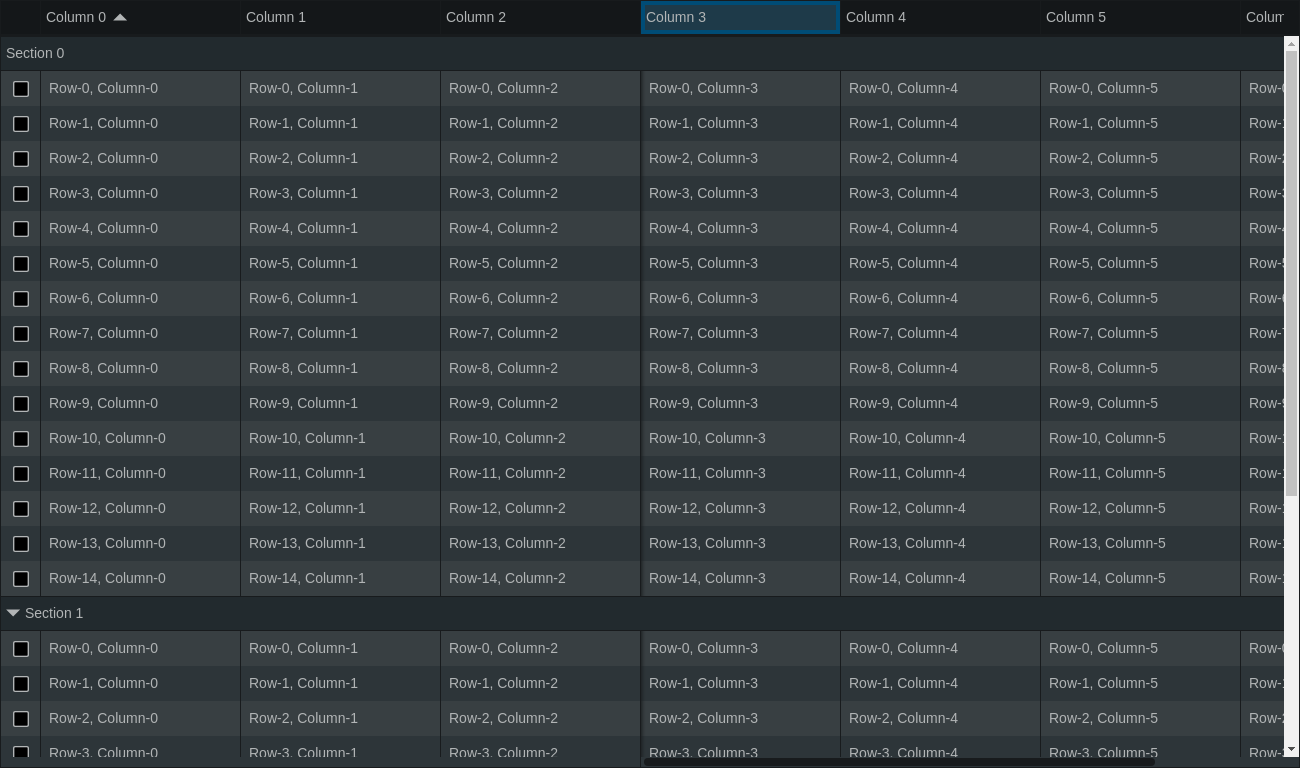 Column 0 Column 1 Column 2 Column 3 Column 4 Column 5 Colum
Section 0
Row-0, Column-0 Row-0, Column-1 Row-0, Column-2 Row-0, Column-3 Row-0, Column-4 Row-0, Column-5 Row-
Row-1, Column-0 Row-1, Column-1 Row-1, Column-2 Row-1, Column-3 Row-1, Column-4 Row-1, Column-5 Row-
Row-2, Column-0 Row-2, Column-1 Row-2, Column-2 Row-2, Column-3 Row-2, Column-4 Row-2, Column-5 Row-
Row-3, Column-0 Row-3, Column-1 Row-3, Column-2 Row-3, Column-3 Row-3, Column-4 Row-3, Column-5 Row-
Row-4, Column-0 Row-4, Column-1 Row-4, Column-2 Row-4, Column-3 Row-4, Column-4 Row-4, Column-5 Row-
Row-5, Column-0 Row-5, Column-1 Row-5, Column-2 Row-5, Column-3 Row-5, Column-4 Row-5, Column-5 Row-
Row-6, Column-0 Row-6, Column-1 Row-6, Column-2 Row-6, Column-3 Row-6, Column-4 Row-6, Column-5 Row-
Row-7, Column-0 Row-7, Column-1 Row-7, Column-2 Row-7, Column-3 Row-7, Column-4 Row-7, Column-5 Row-
Row-8, Column-0 Row-8, Column-1 Row-8, Column-2 Row-8, Column-3 Row-8, Column-4 Row-8, Column-5 Row-
Row-9, Column-0 Row-9, Column-1 Row-9, Column-2 Row-9, Column-3 Row-9, Column-4 Row-9, Column-5 Row-
Row-10, Column-0 Row-10, Column-1 Row-10, Column-2 Row-10, Column-3 Row-10, Column-4 Row-10, Column-5 Row-
Row-11, Column-0 Row-11, Column-1 Row-11, Column-2 Row-11, Column-3 Row-11, Column-4 Row-11, Column-5 Row-
Row-12, Column-0 Row-12, Column-1 Row-12, Column-2 Row-12, Column-3 Row-12, Column-4 Row-12, Column-5 Row-
Row-13, Column-0 Row-13, Column-1 Row-13, Column-2 Row-13, Column-3 Row-13, Column-4 Row-13, Column-5 Row-
Row-14, Column-0 Row-14, Column-1 Row-14, Column-2 Row-14, Column-3 Row-14, Column-4 Row-14, Column-5 Row-
Section 1
Row-0, Column-0 Row-0, Column-1 Row-0, Column-2 Row-0, Column-3 Row-0, Column-4 Row-0, Column-5 Row-
Row-1, Column-0 Row-1, Column-1 Row-1, Column-2 Row-1, Column-3 Row-1, Column-4 Row-1, Column-5 Row-
Row-2, Column-0 Row-2, Column-1 Row-2, Column-2 Row-2, Column-3 Row-2, Column-4 Row-2, Column-5 Row-
Row-3, Column-0 Row-3, Column-1 Row-3, Column-2 Row-3, Column-3 Row-3, Column-4 Row-3, Column-5 Row-